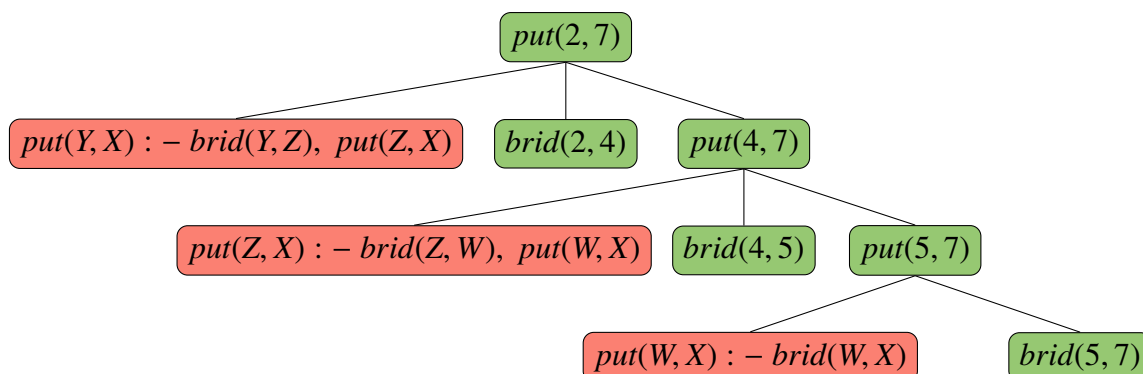 put(2, 7)
put(Y, X) : − brid(Y, Z), put(Z, X)
brid(2, 4)
put(4, 7)
put(Z, X) : − brid(Z, W), put(W, X)
brid(4, 5)
put(5, 7)
put(W, X) : − brid(W, X)
brid(5, 7)